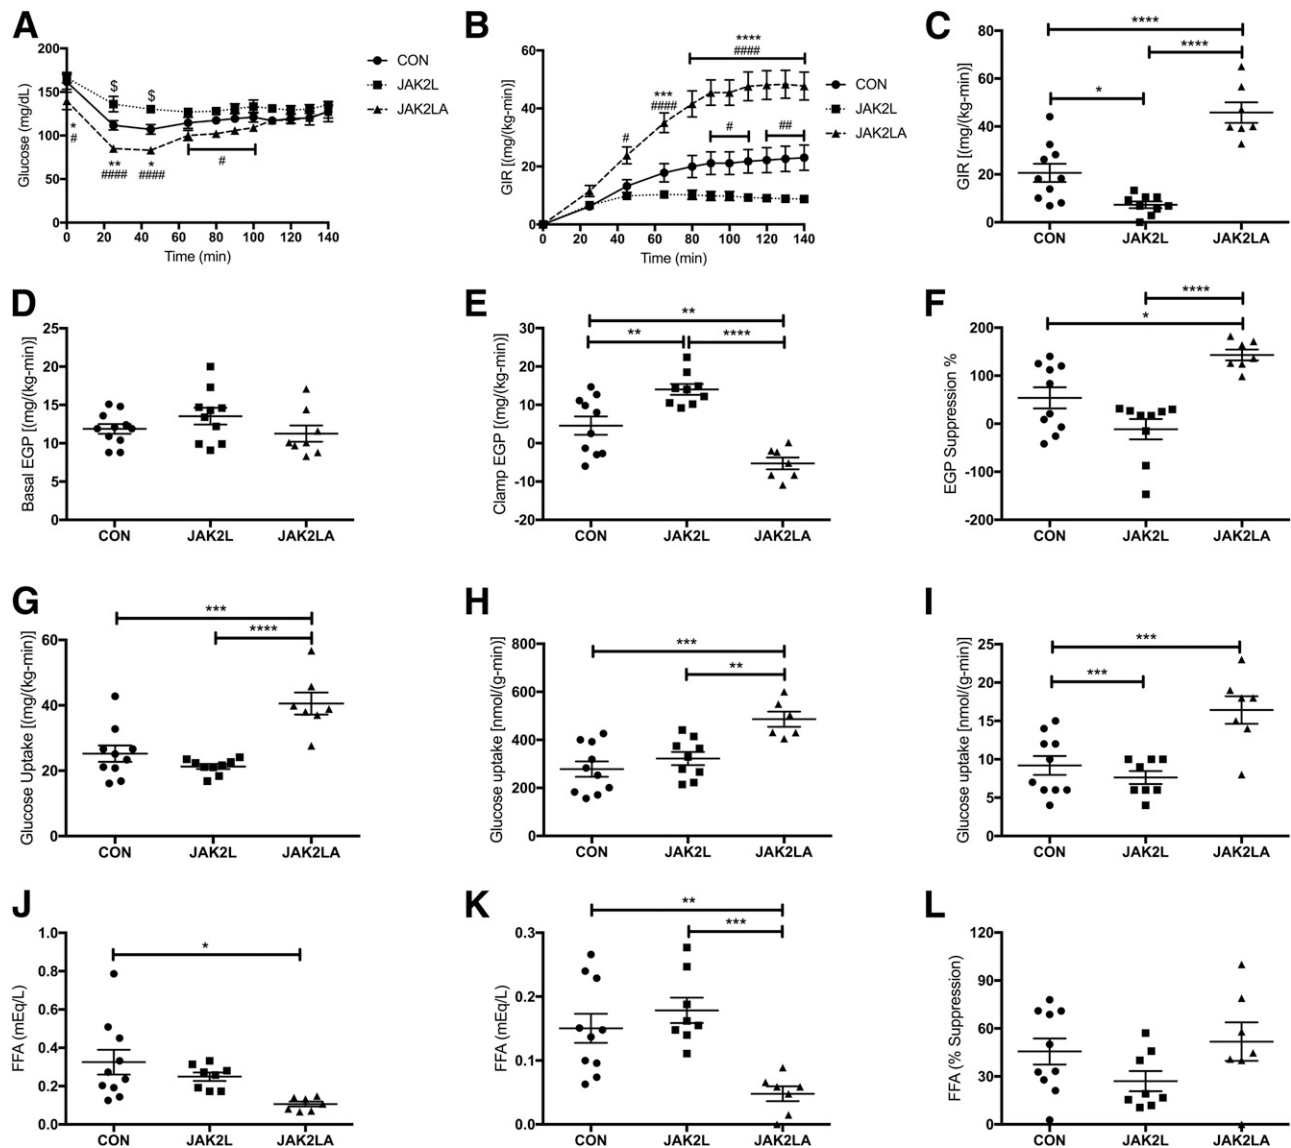 A
Glucose (mg/dL)
200
150
100
50
0
$
$
*
#
**
####
*
####
#
0 20 40 60 80 100 120 140
Time (min)
CON
JAK2L
JAK2LA
B
GIR [(mg/(kg-min)]
60
40
20
0
#
***
####
****
####
#
##
0 20 40 60 80 100 120 140
Time (min)
CON
JAK2L
JAK2LA
C
GIR [(mg/(kg-min)]
80
60
40
20
0
****
****
*
CON JAK2L JAK2LA
D
Basal EGP [(mg/(kg-min)]
25
20
15
10
5
0
CON JAK2L JAK2LA
E
Clamp EGP [(mg/(kg-min)]
30
20
10
0
-10
-20
**
** ****
CON JAK2L JAK2LA
F
EGP Suppression %
200
100
0
-100
-200
****
*
CON JAK2L JAK2LA
G
Glucose Uptake [(mg/(kg-min)]
60
40
20
0
***
****
CON JAK2L JAK2LA
H
Glucose uptake [nmol/(g-min)]
800
600
400
200
0
***
**
CON JAK2L JAK2LA
I
Glucose uptake [nmol/(g-min)]
25
20
15
10
5
0
***
***
CON JAK2L JAK2LA
J
FFA (mEq/L)
1.0
0.8
0.6
0.4
0.2
0.0
*
CON JAK2L JAK2LA
K
FFA (mEq/L)
0.3
0.2
0.1
0.0
**
***
CON JAK2L JAK2LA
L
FFA (% Suppression)
120
90
60
30
0
CON JAK2L JAK2LA